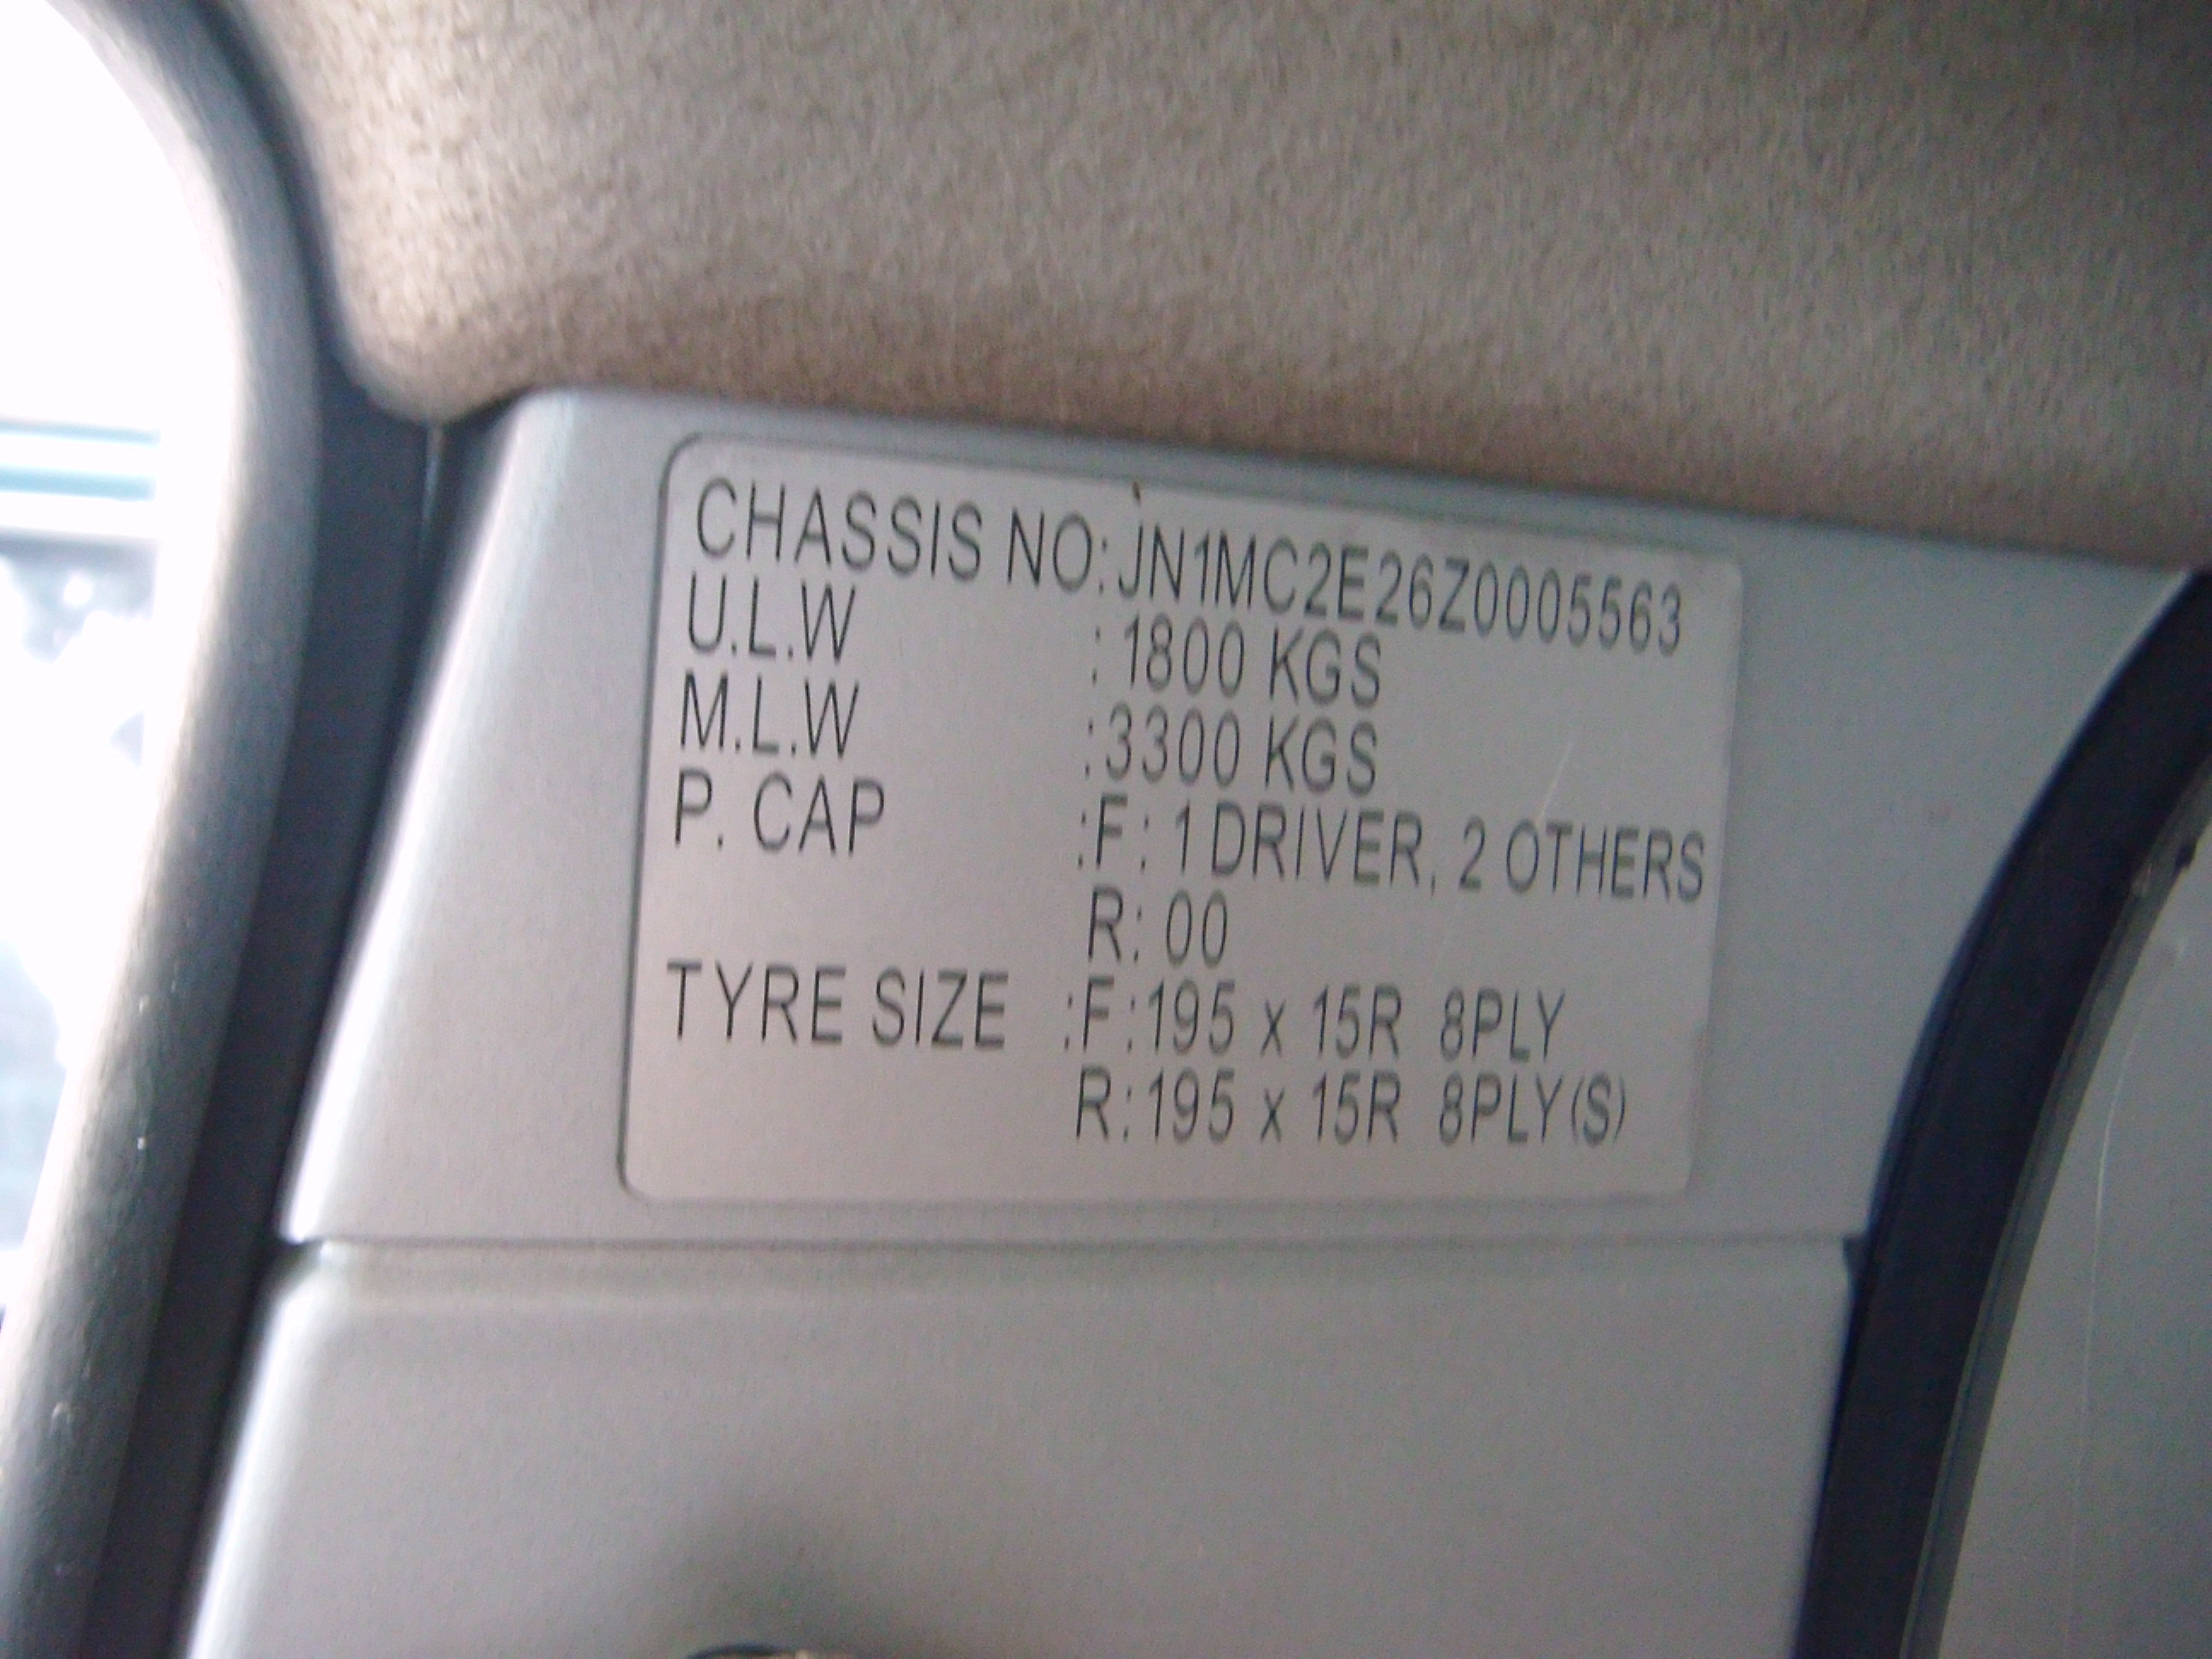 CHASSIS NO: JN1MC2E26Z0005563
U.L.W : 1800 KGS
M.L.W :3300 KGS
P. CAP :F: 1 DRIVER, 2 OTHERS
R: 00
TYRE SIZE :F:195 x 15R 8PLY
R:195 x 15R 8PLY(S)